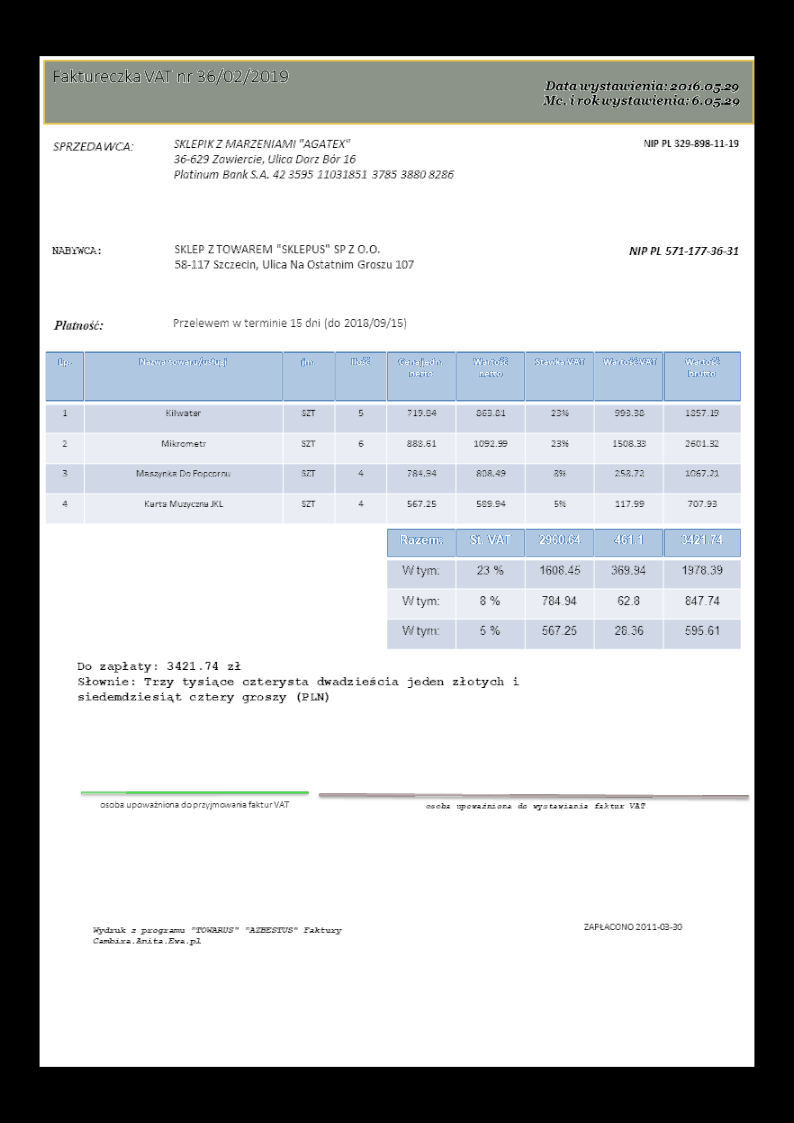 Faktureczka VAT nr 36/02/2019
Data wystawienia: 2016.05.29
Mc. i rok wystawienia: 6.05.29
SPRZEDAWCA:
SKLEPIK Z MARZENIAMI "AGATEX"
NIP PL 329-898-11-19
36-629 Zawiercie, Ulica Darz Bór 16
Platinum Bank S.A. 42 3595 11031851 3785 3880 8286
NABYWCA:
SKLEP Z TOWAREM "SKLEPUS" SP Z O.O.
NIP PL 571-177-36-31
58-117 Szczecin, Ulica Na Ostatnim Groszu 107
Płatność:
Przelewem w terminie 15 dni (do 2018/09/15)
Lp. Nazwa towaru/usługi jm. Ilość Cena jedn. netto Wartość netto Stawka VAT Wartość VAT Wartość brutto
1 Kilwater SZT 5 719.84 863.81 23% 993.38 1857.19
2 Mikrometr SZT 6 888.61 1092.99 23% 1508.33 2601.32
3 Maszynka Do Popcornu SZT 4 784.94 808.49 8% 258.72 1067.21
4 Karta Muzyczna JKL SZT 4 567.25 589.94 5% 117.99 707.93
Razem: St. VAT 2960.64 461.1 3421.74
W tym: 23 % 1608.45 369.94 1978.39
W tym: 8 % 784.94 62.8 847.74
W tym: 5 % 567.25 28.36 595.61
Do zapłaty: 3421.74 zł
Słownie: Trzy tysiące czterysta dwadzieścia jeden złotych i
siedemdziesiąt cztery groszy (PLN)
osoba upoważniona do przyjmowania faktur VAT
osoba upoważniona do wystawiania faktur VAT
Wydruk z programu "TOWARUS" "AZBESTUS" Faktury
Cambira.Anita.Ewa.pl
ZAPŁACONO 2011-03-30